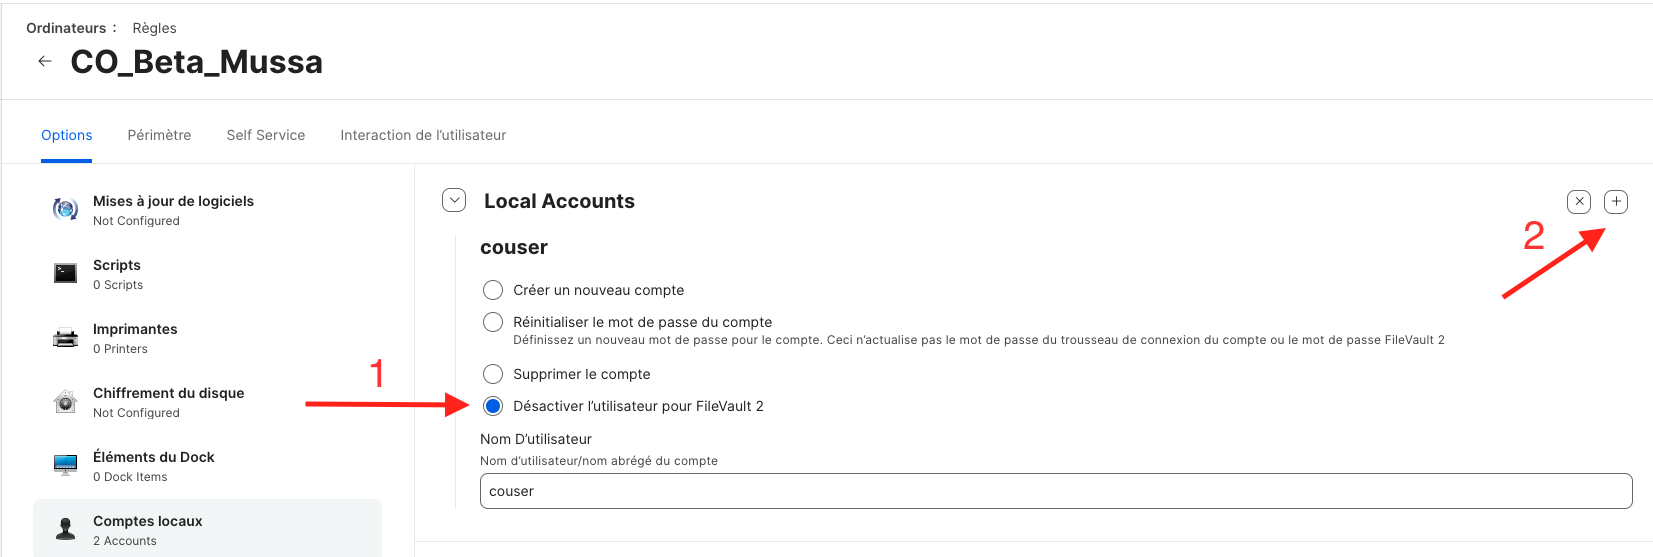 Ordinateurs : Règles
← CO_Beta_Mussa
Options Périmètre Self Service Interaction de l'utilisateur
Mises à jour de logiciels
Not Configured
Scripts
0 Scripts
Imprimantes
0 Printers
Chiffrement du disque
Not Configured
Éléments du Dock
0 Dock Items
Comptes locaux
2 Accounts
Local Accounts
couser
Créer un nouveau compte
Réinitialiser le mot de passe du compte
Définissez un nouveau mot de passe pour le compte. Ceci n'actualise pas le mot de passe du trousseau de connexion du compte ou le mot de passe FileVault 2
Supprimer le compte
Désactiver l'utilisateur pour FileVault 2
Nom D'utilisateur
Nom d'utilisateur/nom abrégé du compte
couser
1
2